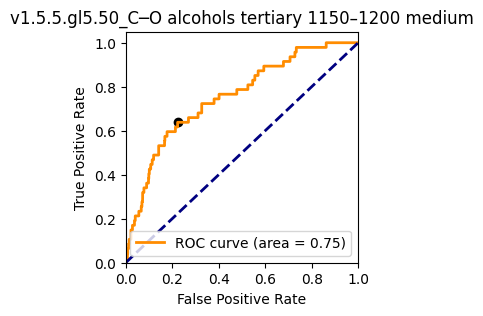 v1.5.5.gl5.50_C─O alcohols tertiary 1150–1200 medium
1.0
0.8
0.6
0.4
0.2
0.0
True Positive Rate
ROC curve (area = 0.75)
0.0 0.2 0.4 0.6 0.8 1.0
False Positive Rate